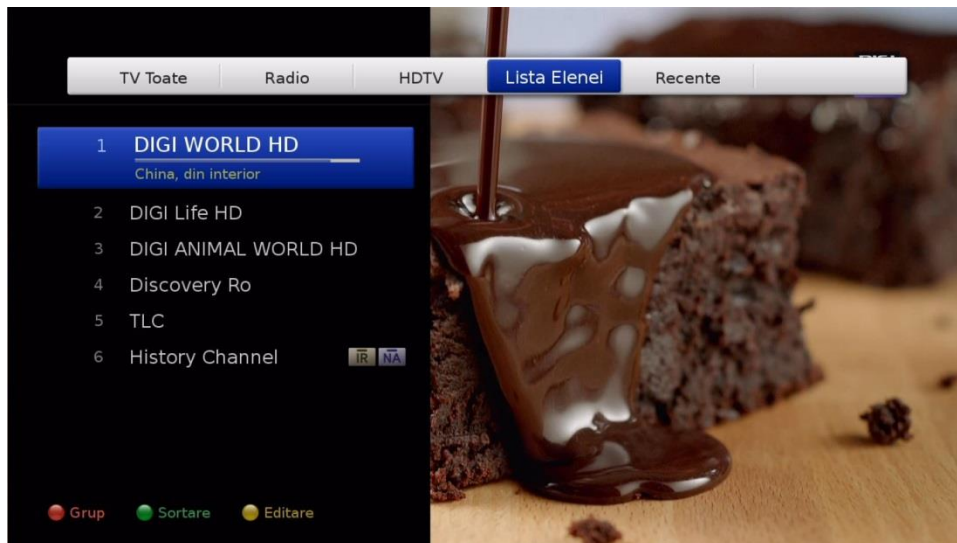 TV Toate Radio HDTV Lista Elenei Recente
1 DIGI WORLD HD
China, din interior
2 DIGI Life HD
3 DIGI ANIMAL WORLD HD
4 Discovery Ro
5 TLC
6 History Channel IR NA
Grup Sortare Editare